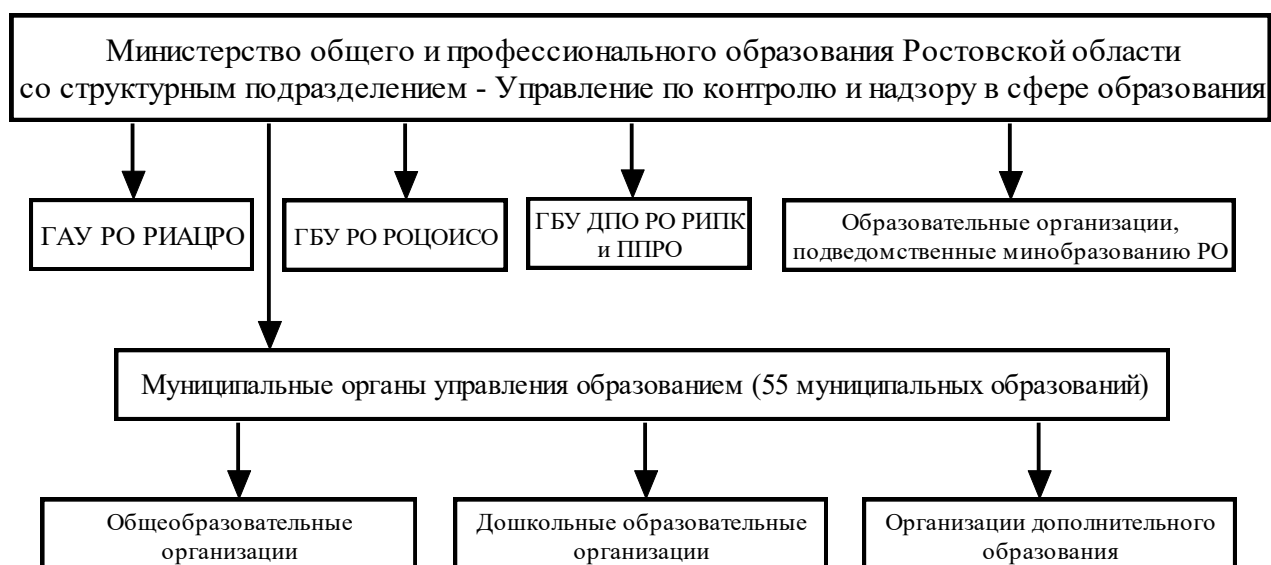 Министерство общего и профессионального образования Ростовской области
со структурным подразделением - Управление по контролю и надзору в сфере образования
ГАУ РО РИАЦРО
ГБУ РО РОЦОИСО
ГБУ ДПО РО РИПК
и ППРО
Образовательные организации,
подведомственные минобразованию РО
Муниципальные органы управления образованием (55 муниципальных образований)
Общеобразовательные
организации
Дошкольные образовательные
организации
Организации дополнительного
образования